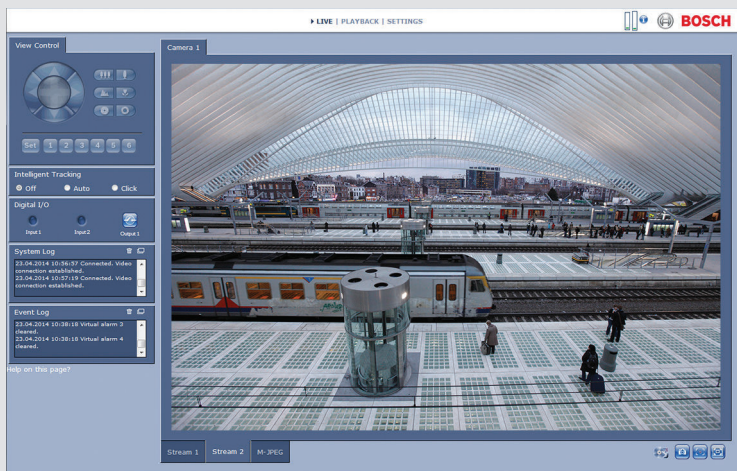 LIVE | PLAYBACK | SETTINGS
BOSCH
View Control
Set 1 2 3 4 5 6
Intelligent Tracking
Off Auto Click
Digital I/O
Input 1 Input 2 Output 1
System Log
23.04.2014 10:56:57 Connected. Video
connection established.
23.04.2014 10:57:19 Connected. Video
connection established.
Event Log
23.04.2014 10:38:18 Virtual alarm 3
cleared.
23.04.2014 10:38:18 Virtual alarm 4
cleared.
Help on this page?
Camera 1
Stream 1 Stream 2 M-JPEG